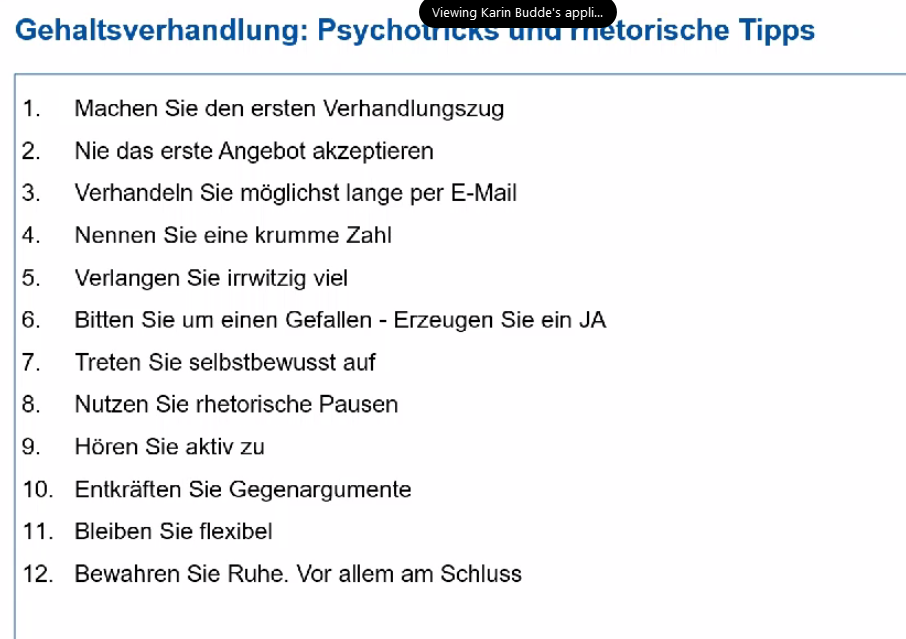 Viewing Karin Budde's appli...
Gehaltsverhandlung: Psychotricks und rhetorische Tipps
1. Machen Sie den ersten Verhandlungszug
2. Nie das erste Angebot akzeptieren
3. Verhandeln Sie möglichst lange per E-Mail
4. Nennen Sie eine krumme Zahl
5. Verlangen Sie irrwitzig viel
6. Bitten Sie um einen Gefallen - Erzeugen Sie ein JA
7. Treten Sie selbstbewusst auf
8. Nutzen Sie rhetorische Pausen
9. Hören Sie aktiv zu
10. Entkräften Sie Gegenargumente
11. Bleiben Sie flexibel
12. Bewahren Sie Ruhe. Vor allem am Schluss